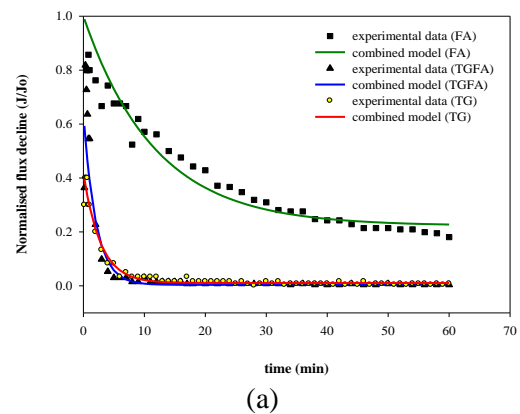 1.0
0.8
0.6
0.4
0.2
0.0
Normalised flux decline (J/Jo)
experimental data (FA)
combined model (FA)
experimental data (TGFA)
combined model (TGFA)
experimental data (TG)
combined model (TG)
0 10 20 30 40 50 60 70
time (min)
(a)